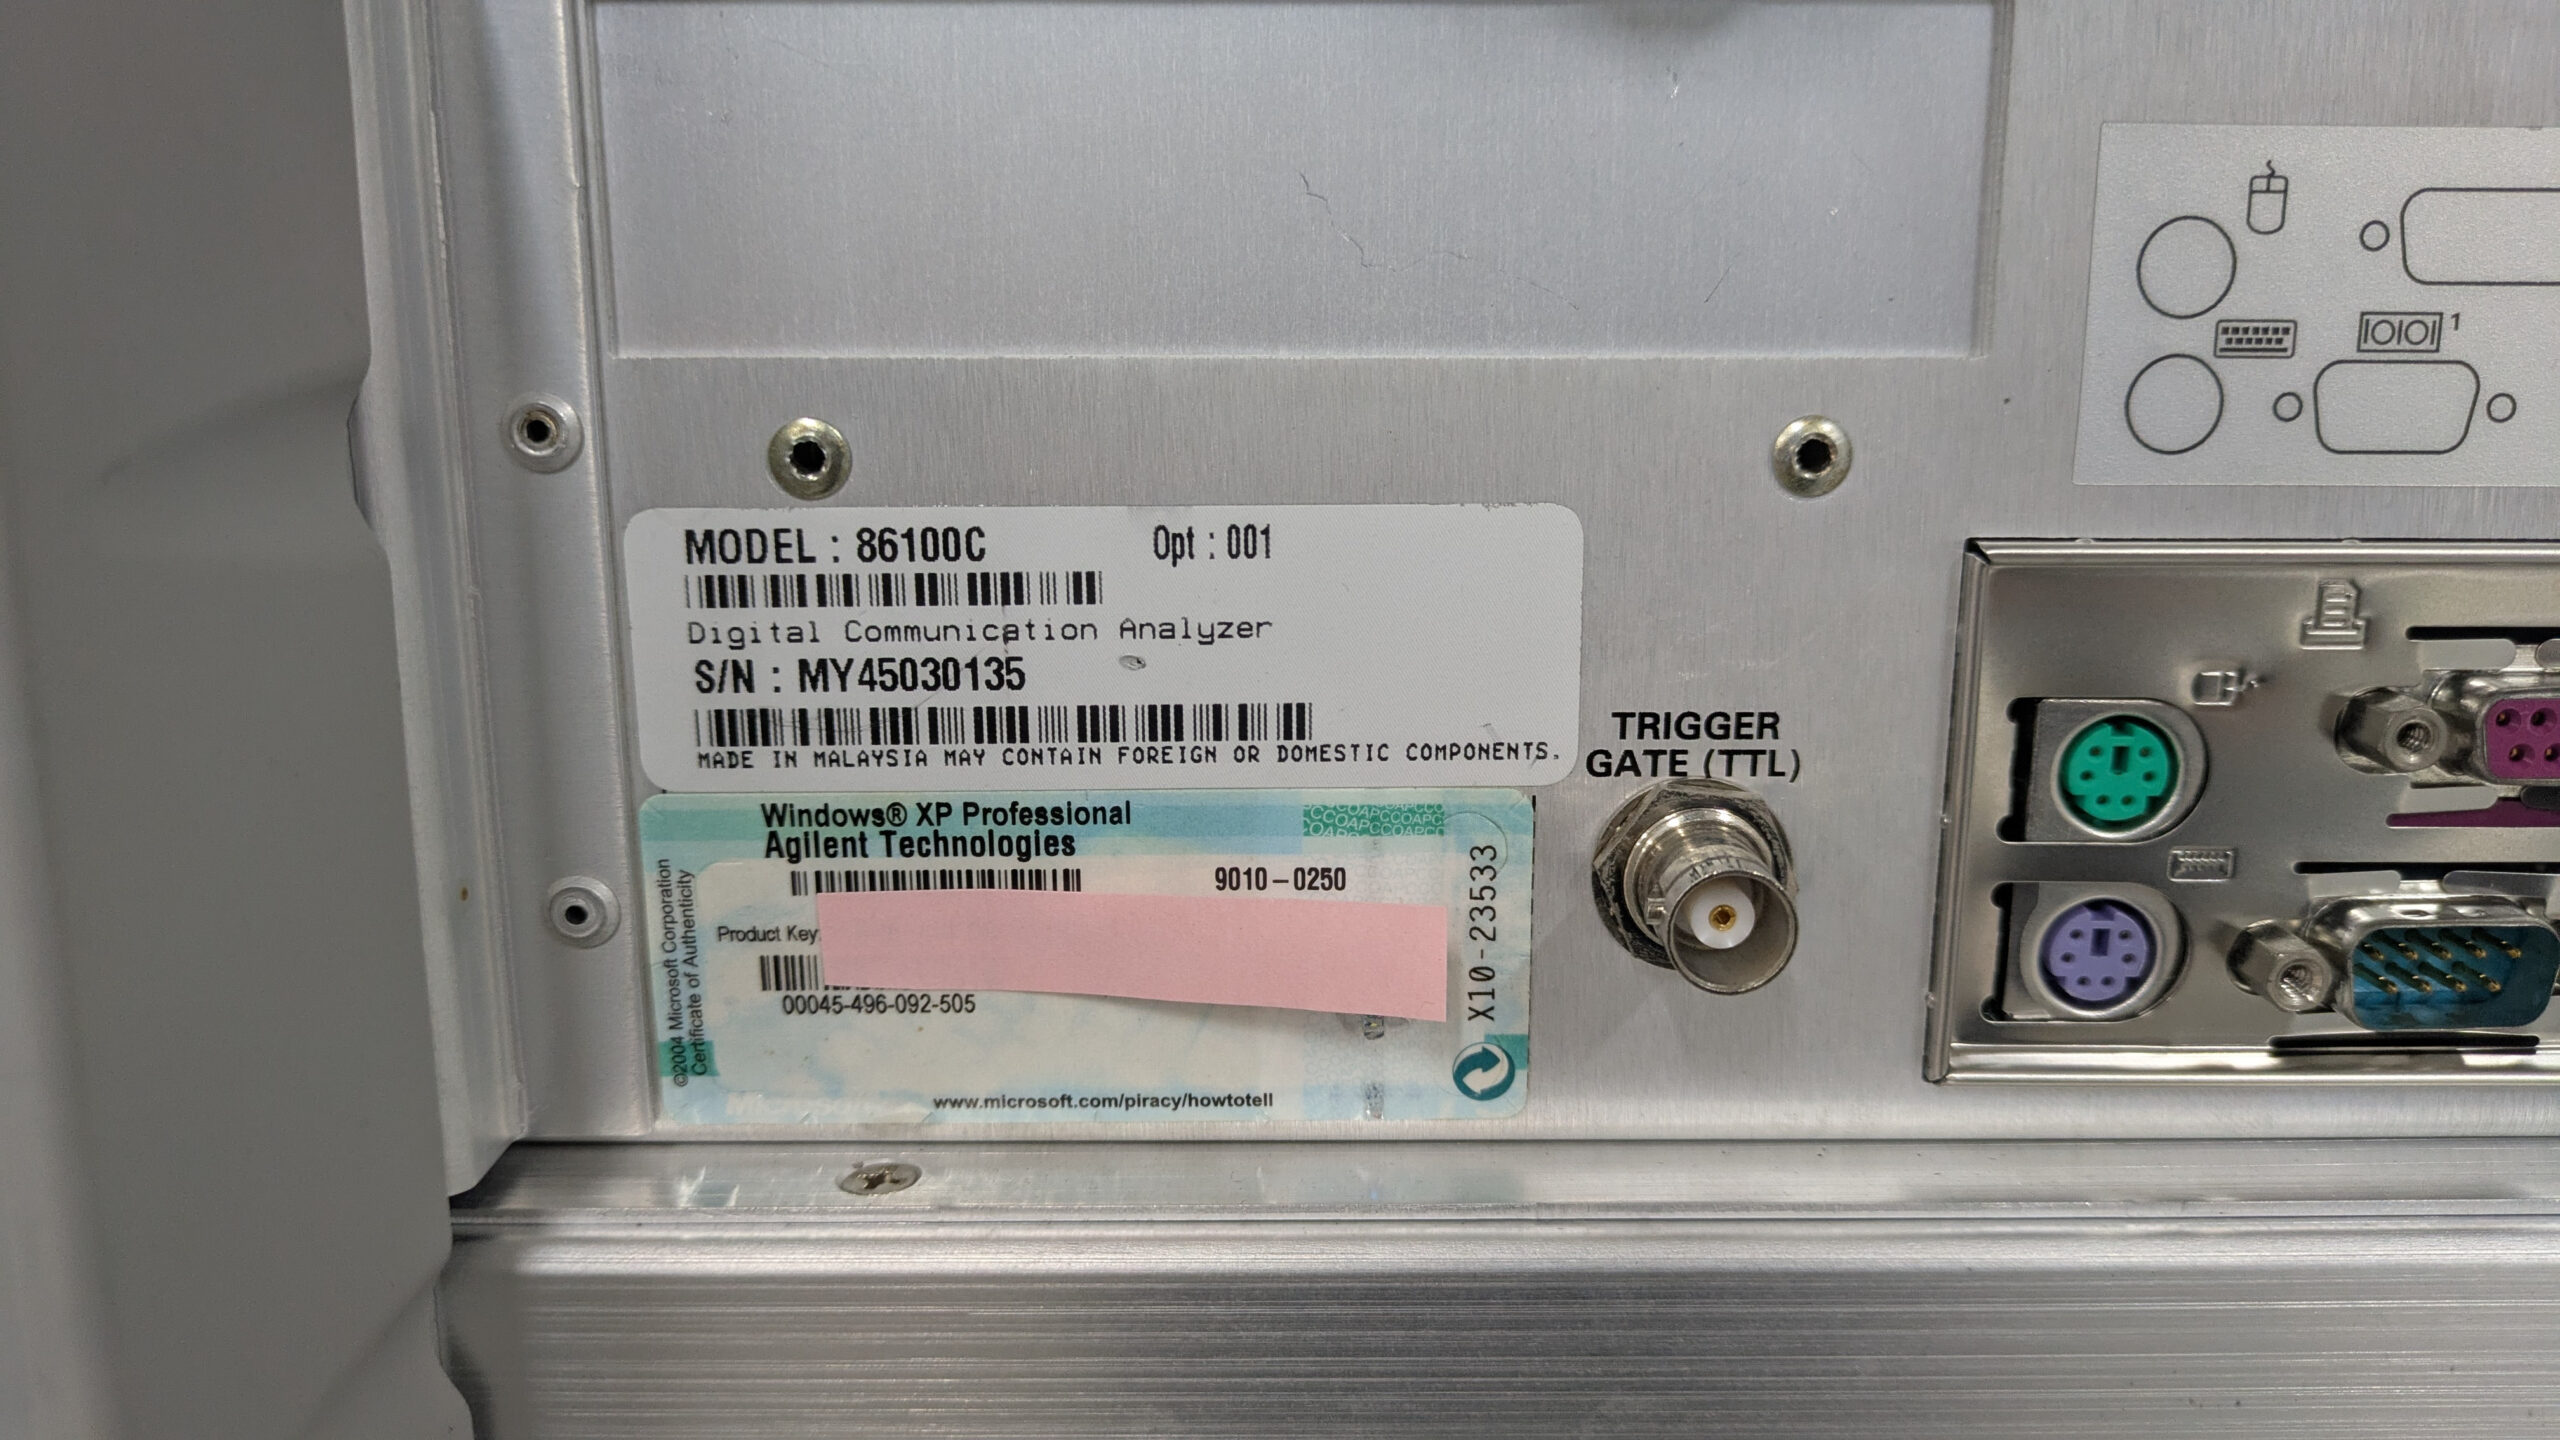 1
MODEL : 86100C Opt : 001
Digital Communication Analyzer
S/N : MY45030135
MADE IN MALAYSIA MAY CONTAIN FOREIGN OR DOMESTIC COMPONENTS.
TRIGGER
GATE (TTL)
Windows® XP Professional
Agilent Technologies
9010-0250
Product Key
00045-496-092-505
www.microsoft.com/piracy/howtotell
©2004 Microsoft Corporation
Certificate of Authenticity
X10-23533